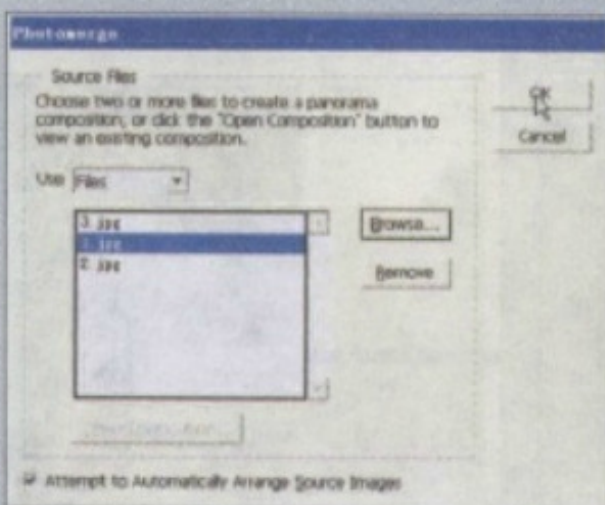 Photomerge
Source Files
Choose two or more files to create a panorama
composition, or click the "Open Composition" button to
view an existing composition.
OK
Cancel
Use Files
3.jpg
1.jpg
2.jpg
Browse...
Remove
Attempt to Automatically Arrange Source Images